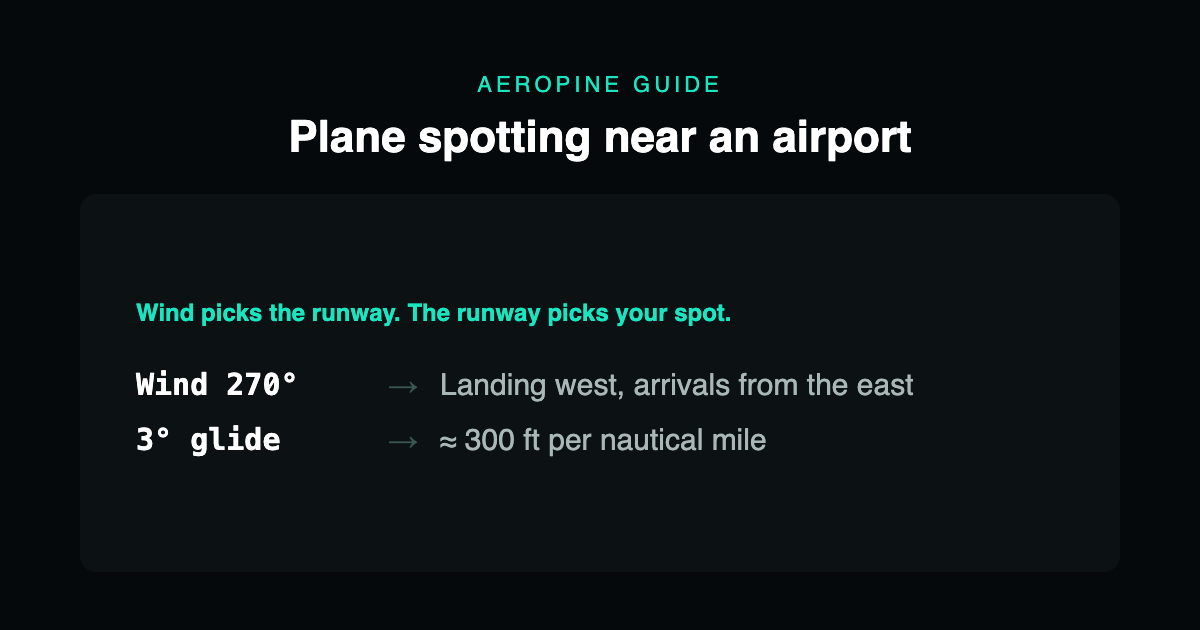 AEROPINE GUIDE
Plane spotting near an airport
Wind picks the runway. The runway picks your spot.
Wind 270° → Landing west, arrivals from the east
3° glide → ≈ 300 ft per nautical mile